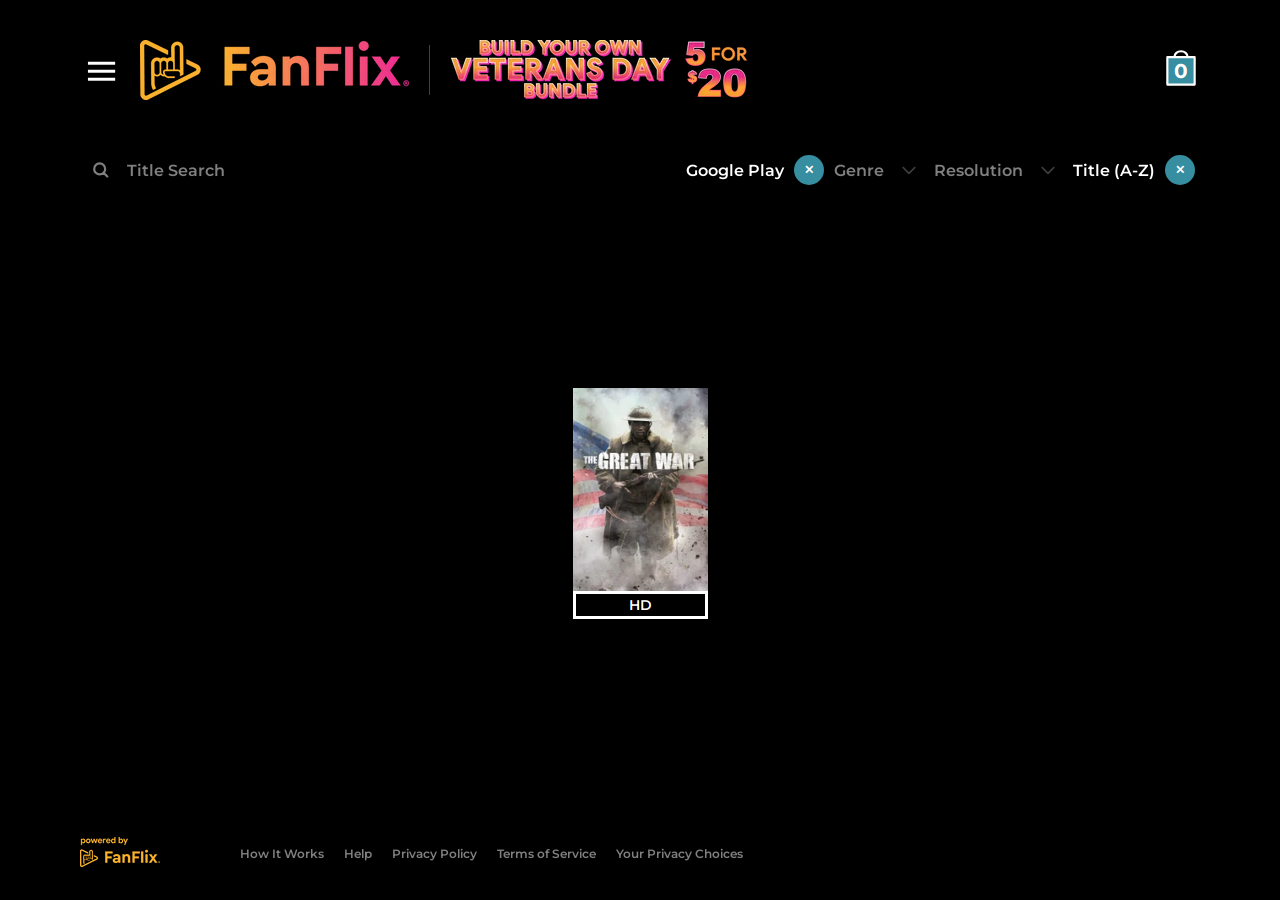 FanFlix®
BUILD YOUR OWN
VETERANS DAY
BUNDLE
5 FOR
$20
0
Title Search
Google Play ×
Genre
Resolution
Title (A-Z) ×
THE GREAT WAR
HD
powered by
FanFlix
How It Works
Help
Privacy Policy
Terms of Service
Your Privacy Choices